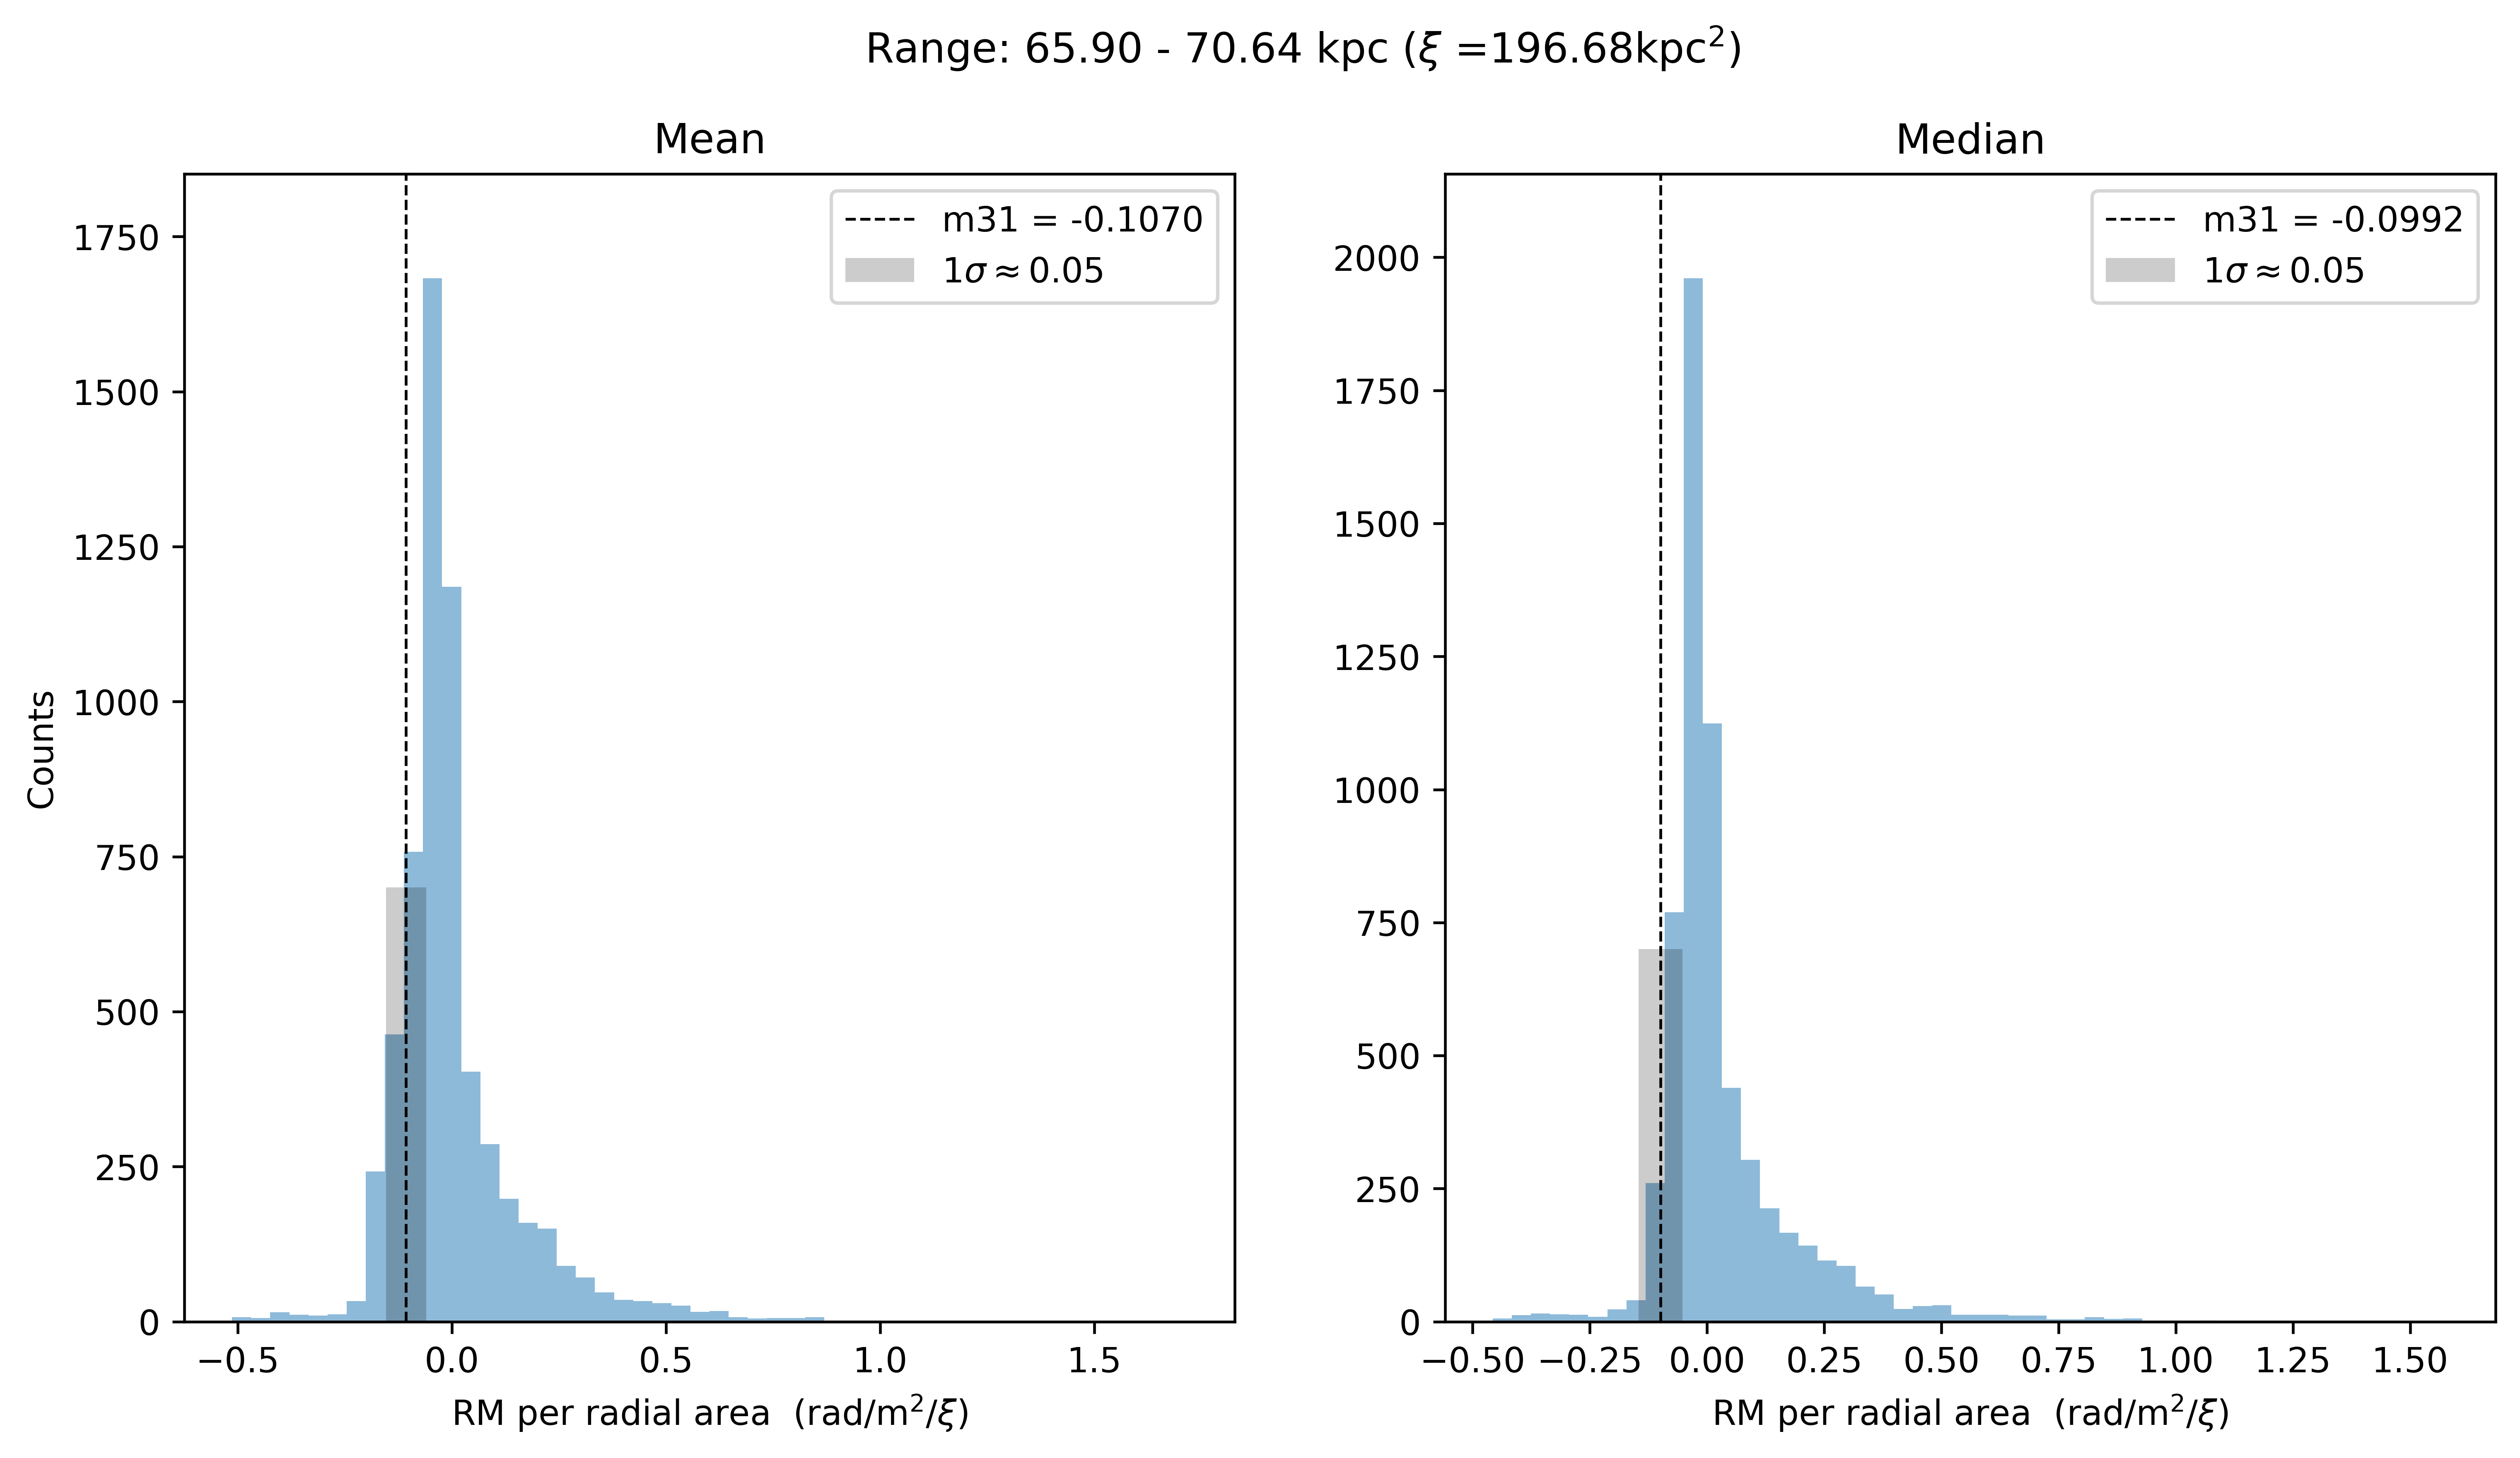 Range: 65.90 - 70.64 kpc (ξ =196.68kpc²)
Mean
m31 = -0.1070
1σ ≈ 0.05
Counts
1750
1500
1250
1000
750
500
250
0
−0.5 0.0 0.5 1.0 1.5
RM per radial area (rad/m²/ξ)
Median
m31 = -0.0992
1σ ≈ 0.05
2000
1750
1500
1250
1000
750
500
250
0
−0.50 −0.25 0.00 0.25 0.50 0.75 1.00 1.25 1.50
RM per radial area (rad/m²/ξ)